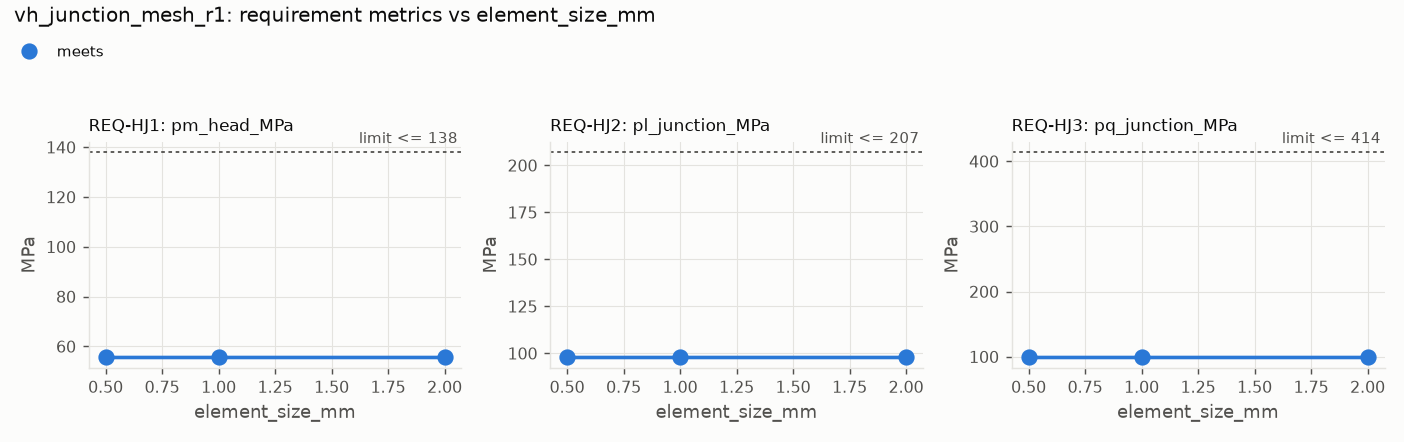 vh_junction_mesh_r1: requirement metrics vs element_size_mm
meets
REQ-HJ1: pm_head_MPa
limit <= 138
140
120
100
80
60
MPa
0.50 0.75 1.00 1.25 1.50 1.75 2.00
element_size_mm
REQ-HJ2: pl_junction_MPa
limit <= 207
200
175
150
125
100
MPa
0.50 0.75 1.00 1.25 1.50 1.75 2.00
element_size_mm
REQ-HJ3: pq_junction_MPa
limit <= 414
400
300
200
100
MPa
0.50 0.75 1.00 1.25 1.50 1.75 2.00
element_size_mm